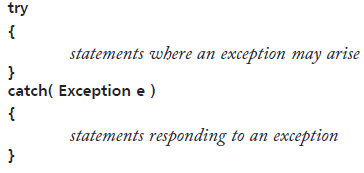 try
{
statements where an exception may arise
}
catch( Exception e )
{
statements responding to an exception
}